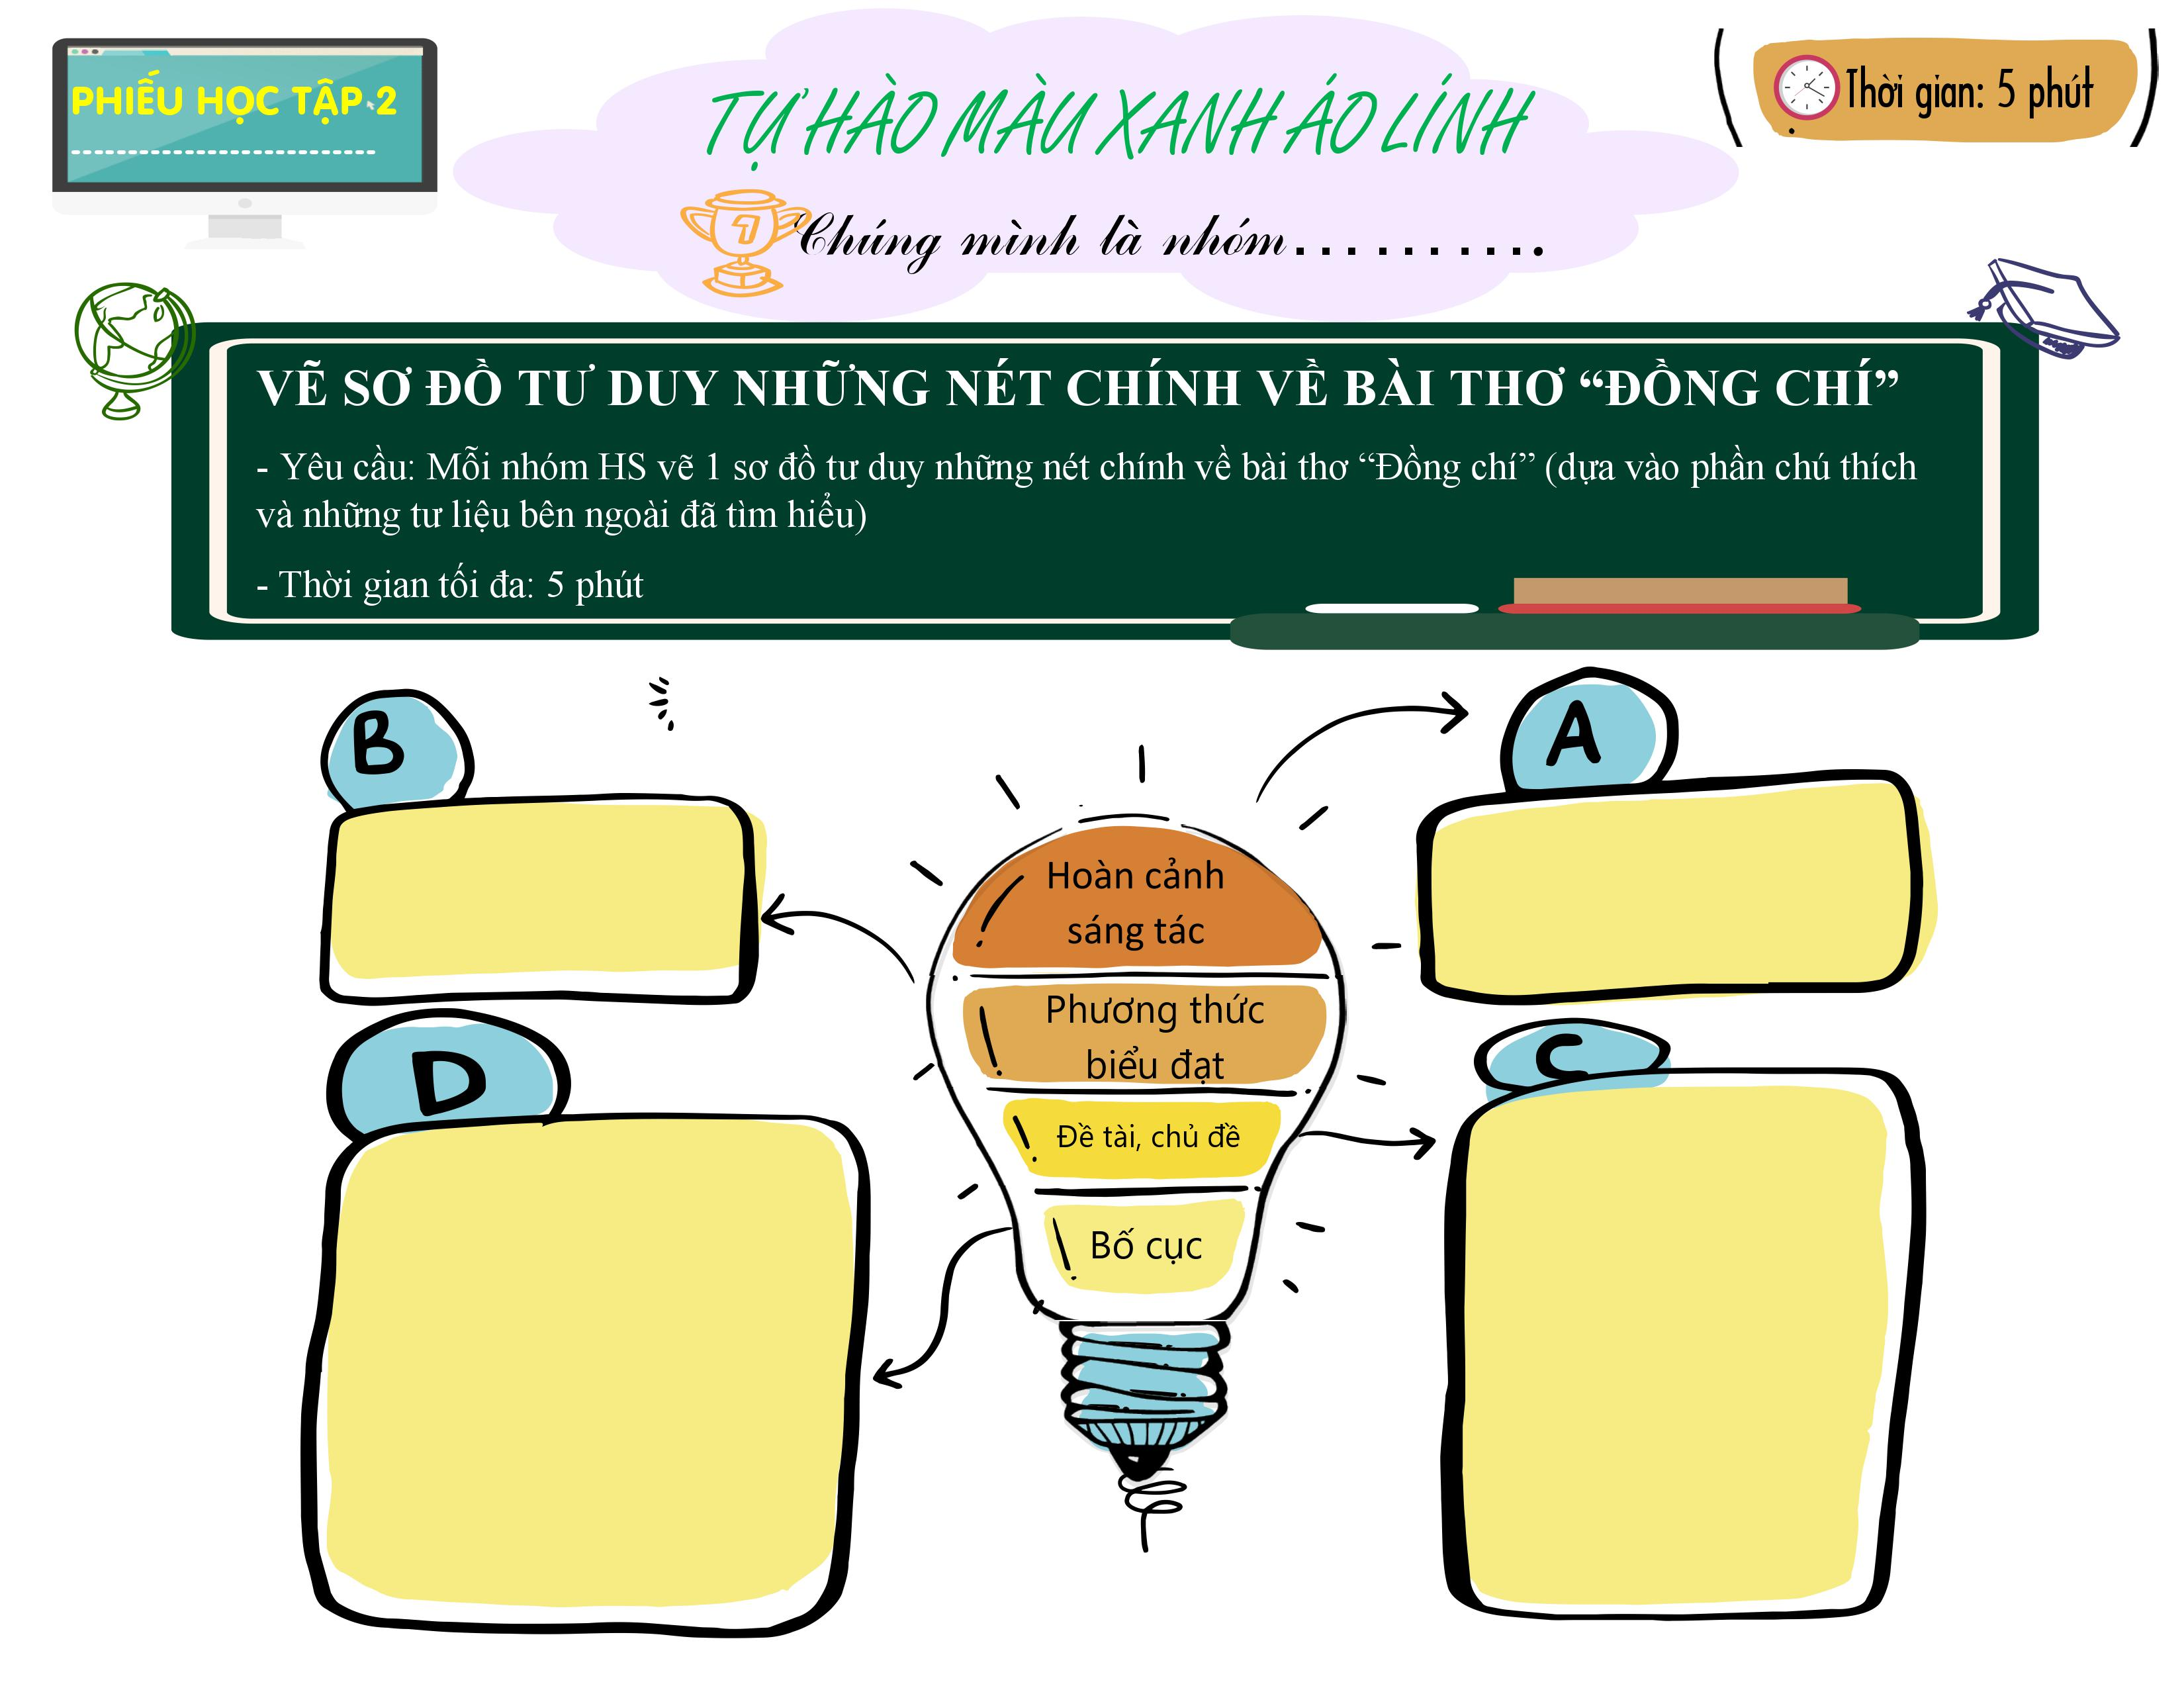 PHIẾU HỌC TẬP 2
TỰ HÀO MÀU XANH ÁO LÍNH
Thời gian: 5 phút
1
Chúng mình là nhóm……….
VẼ SƠ ĐỒ TƯ DUY NHỮNG NÉT CHÍNH VỀ BÀI THƠ “ĐỒNG CHÍ”
- Yêu cầu: Mỗi nhóm HS vẽ 1 sơ đồ tư duy những nét chính về bài thơ “Đồng chí” (dựa vào phần chú thích
và những tư liệu bên ngoài đã tìm hiểu)
- Thời gian tối đa: 5 phút
B
A
Hoàn cảnh
sáng tác
Phương thức
biểu đạt
D
C
Đề tài, chủ đề
Bố cục